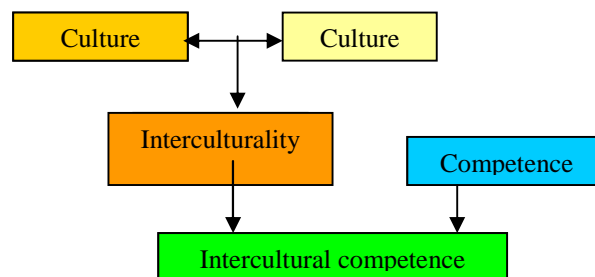 Culture
Culture
Interculturality
Competence
Intercultural competence